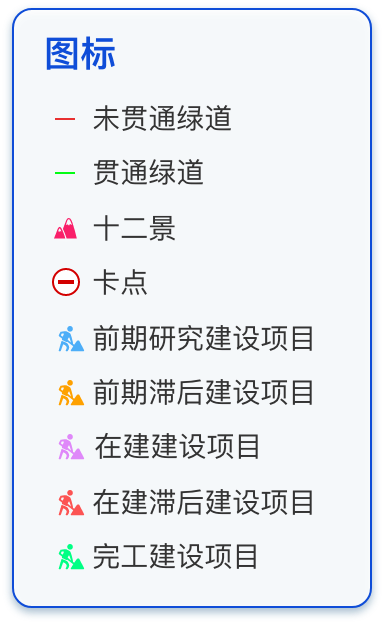 图标
未贯通绿道
贯通绿道
十二景
卡点
前期研究建设项目
前期滞后建设项目
在建建设项目
在建滞后建设项目
完工建设项目